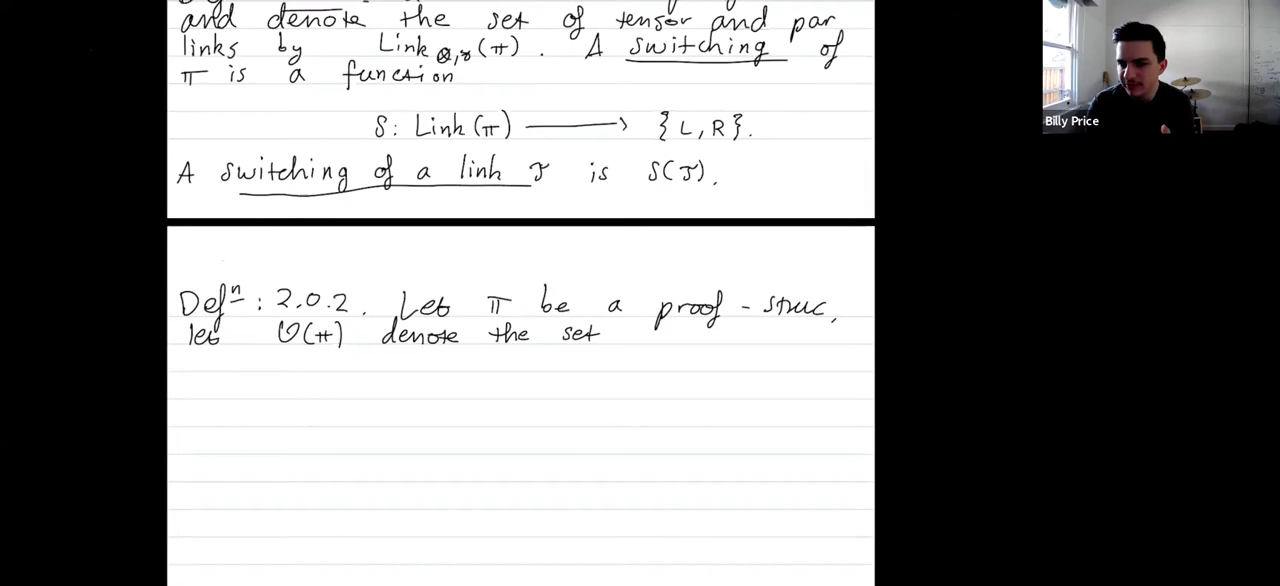 and denote the set of tensor and par
links by Link ⊗,⅋ (π). A switching of
π is a function
S: Link(π) ⟶ {L, R}.
A switching of a link τ is S(τ).
Billy Price
Defⁿ: 2.0.2. Let π be a proof-struc,
let O(π) denote the set